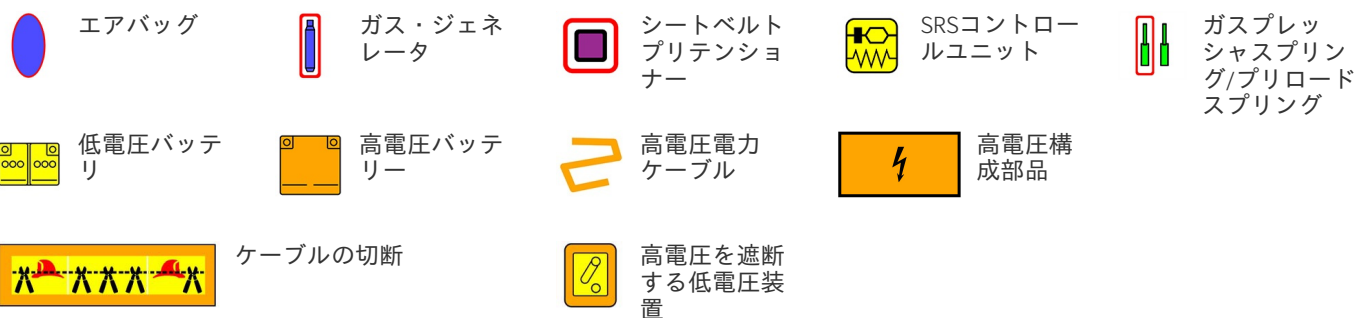 エアバッグ
ガス・ジェネ
レータ
シートベルト
プリテンショ
ナー
SRSコントロー
ルユニット
ガスプレッ
シャスプリン
グ/プリロード
スプリング
低電圧バッテ
リ
高電圧バッテ
リー
高電圧電力
ケーブル
高電圧構
成部品
ケーブルの切断
高電圧を遮断
する低電圧装
置